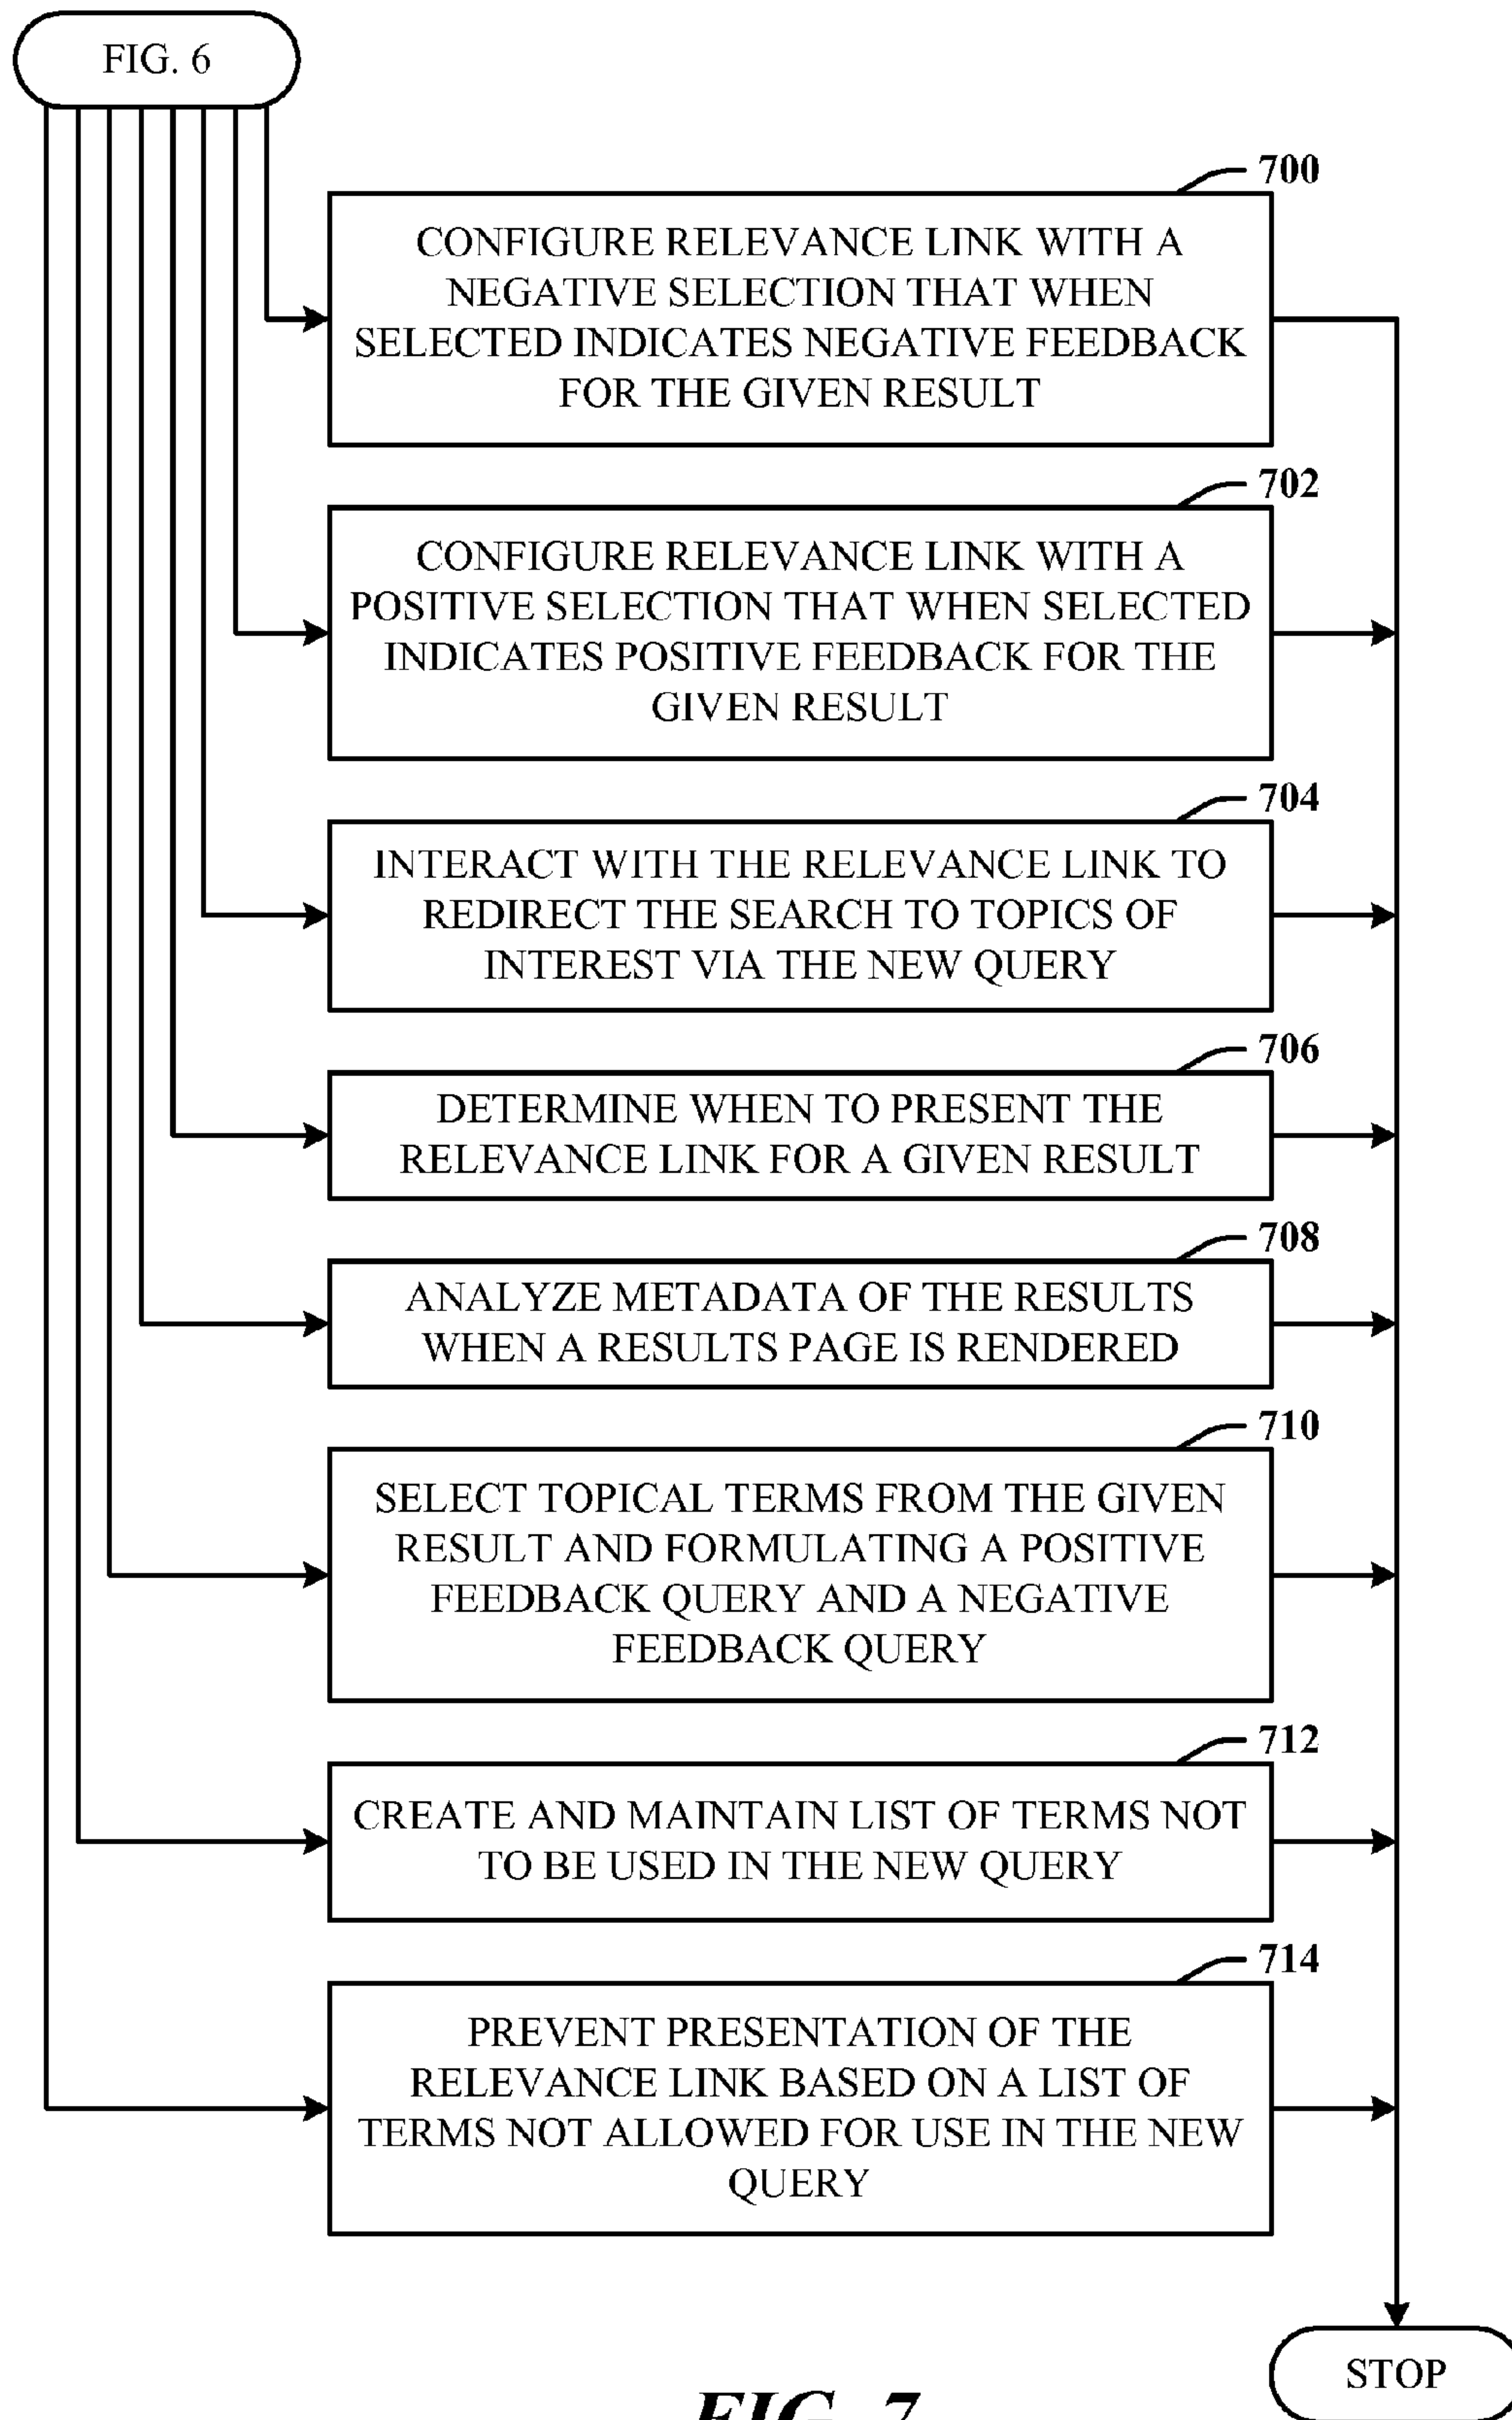 FIG. 6
700
CONFIGURE RELEVANCE LINK WITH A
NEGATIVE SELECTION THAT WHEN
SELECTED INDICATES NEGATIVE FEEDBACK
FOR THE GIVEN RESULT
702
CONFIGURE RELEVANCE LINK WITH A
POSITIVE SELECTION THAT WHEN SELECTED
INDICATES POSITIVE FEEDBACK FOR THE
GIVEN RESULT
704
INTERACT WITH THE RELEVANCE LINK TO
REDIRECT THE SEARCH TO TOPICS OF
INTEREST VIA THE NEW QUERY
706
DETERMINE WHEN TO PRESENT THE
RELEVANCE LINK FOR A GIVEN RESULT
708
ANALYZE METADATA OF THE RESULTS
WHEN A RESULTS PAGE IS RENDERED
710
SELECT TOPICAL TERMS FROM THE GIVEN
RESULT AND FORMULATING A POSITIVE
FEEDBACK QUERY AND A NEGATIVE
FEEDBACK QUERY
712
CREATE AND MAINTAIN LIST OF TERMS NOT
TO BE USED IN THE NEW QUERY
714
PREVENT PRESENTATION OF THE
RELEVANCE LINK BASED ON A LIST OF
TERMS NOT ALLOWED FOR USE IN THE NEW
QUERY
STOP
FIG. 7